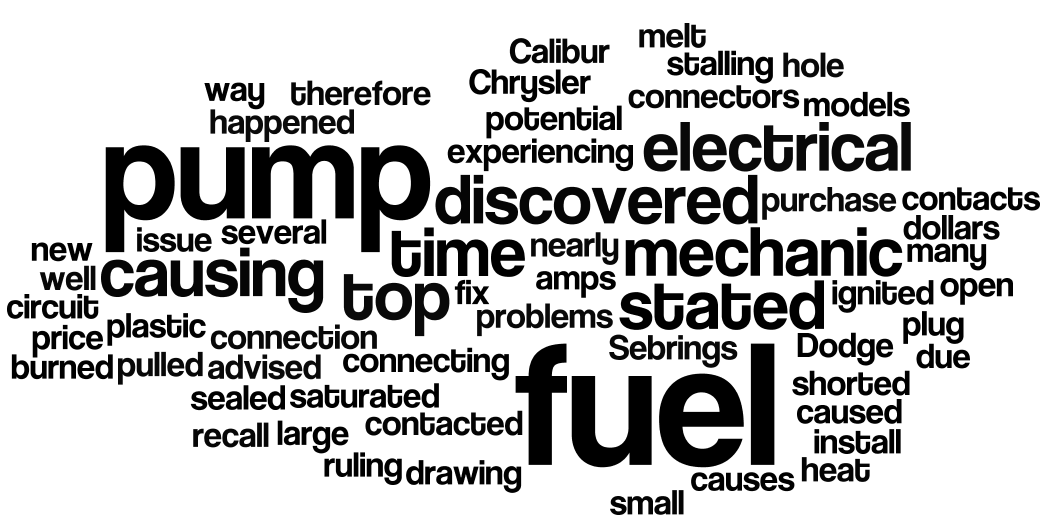 melt
Calibur
stalling hole
Chrysler
way therefore
connectors models
potential
happened
electrical
experiencing
pump
discovered purchase contacts
dollars
issue several
new
time nearly mechanic many
well causing
amps
circuit
top fix
stated ignited open
problems
price plastic connection
plug
Sebrings Dodge due
burned pulled advised connecting
fuel
shorted
sealed saturated
caused
contacted
recall large
install
ruling drawing
heat
causes
small